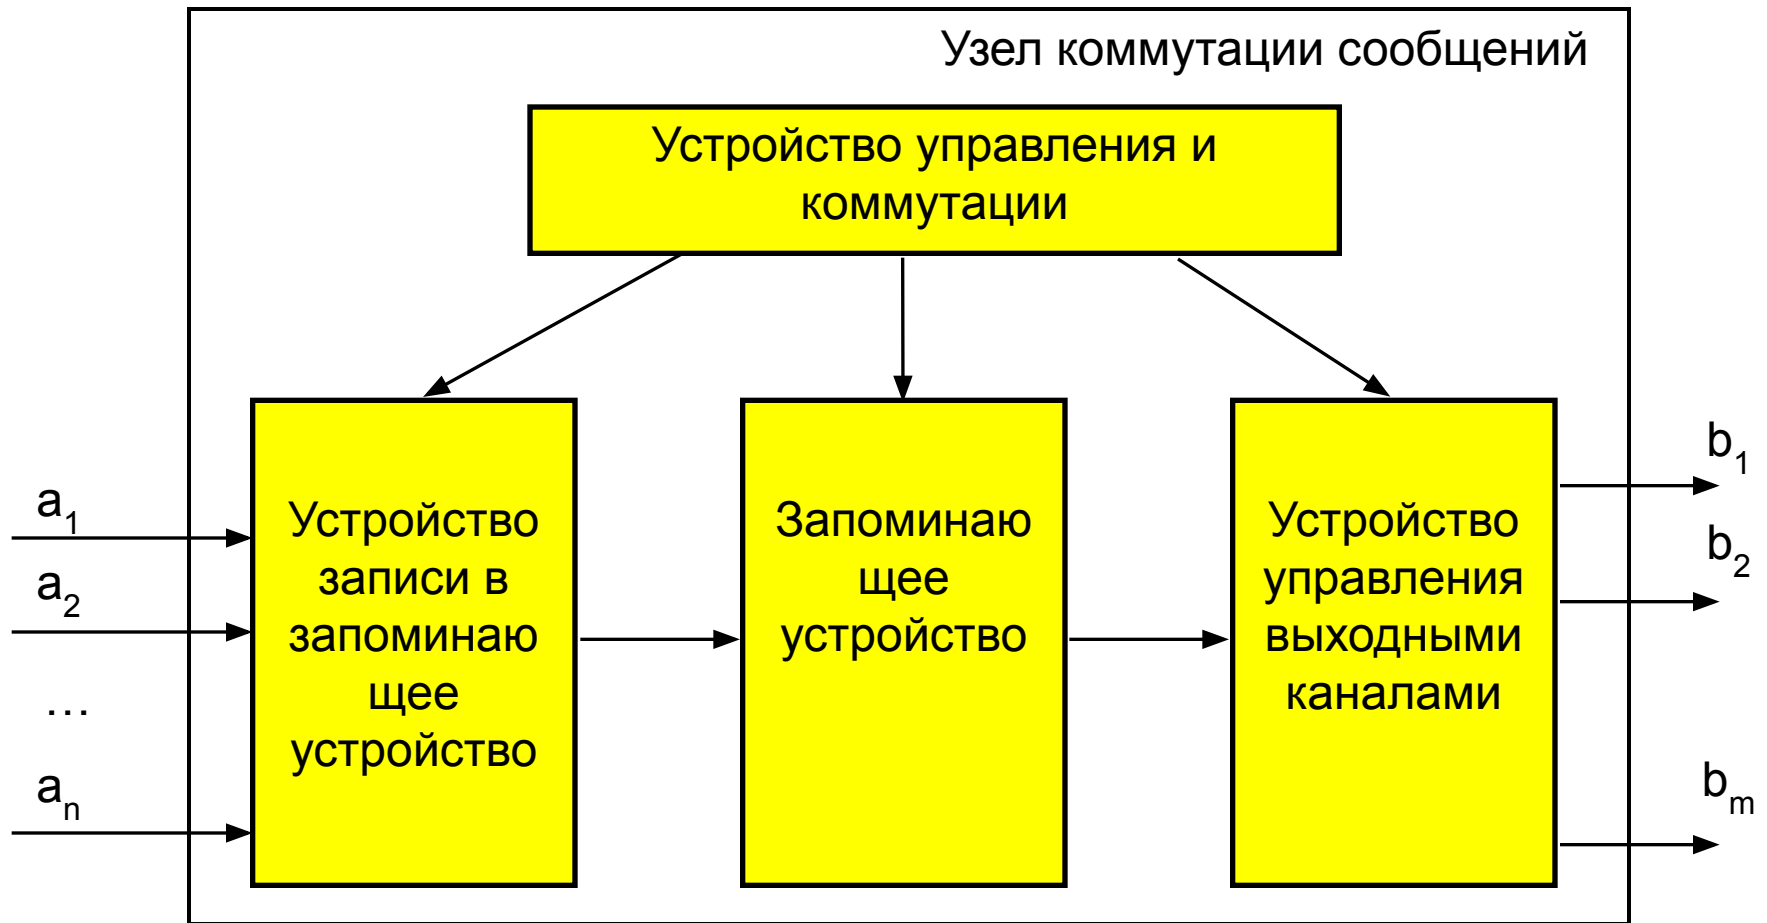 Узел коммутации сообщений
Устройство управления и
коммутации
a1
a2
…
an
Устройство
записи в
запоминаю
щее
устройство
Запоминаю
щее
устройство
Устройство
управления
выходными
каналами
b1
b2
bm